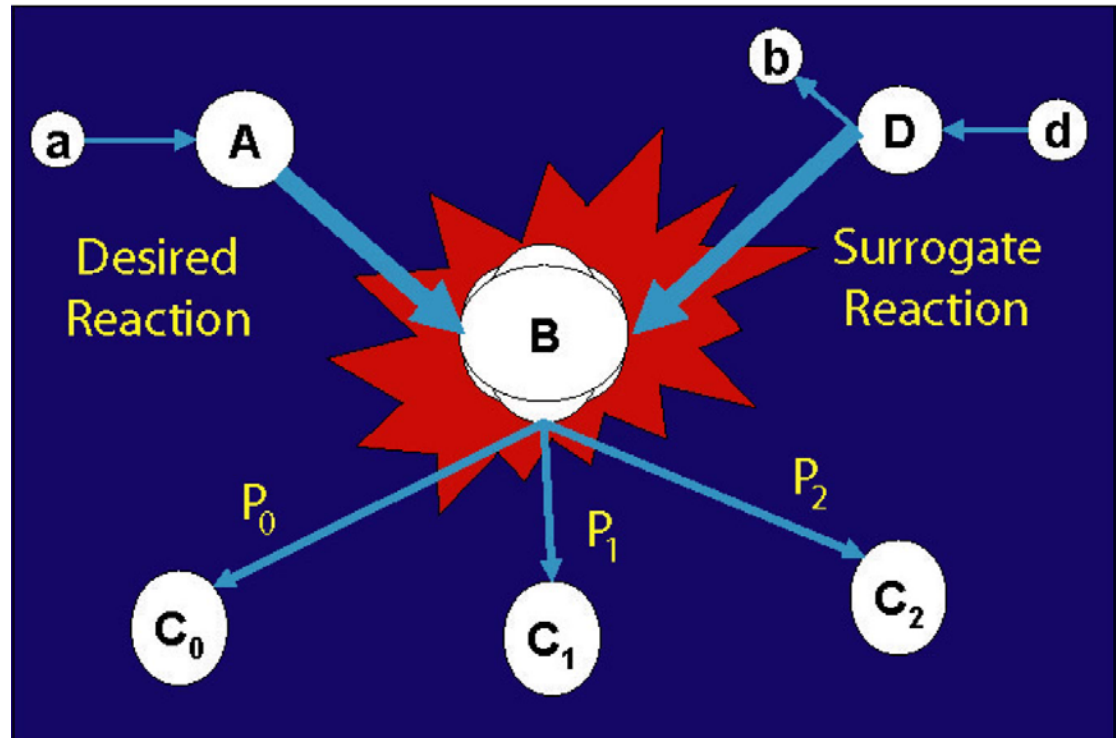 b
a
A
D
d
Desired
Reaction
Surrogate
Reaction
B
P₀
P₁
P₂
C₀
C₁
C₂